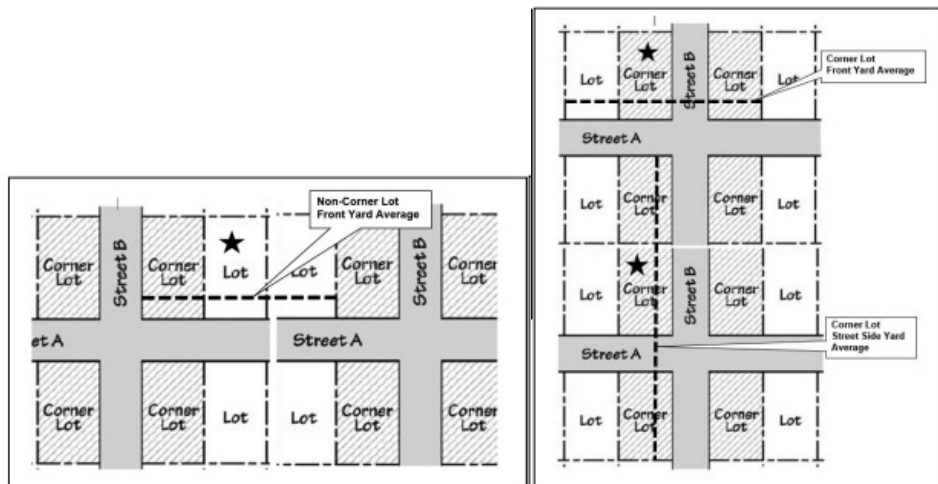 Non-Corner Lot
Front Yard Average
Corner
Lot
Street B
Corner
Lot
Lot
Lot
Corner
Lot
Street B
Corner
Lot
et A
Street A
Corner
Lot
Corner
Lot
Lot
Lot
Corner
Lot
Corner
Lot
Lot
Corner
Lot
Street B
Corner
Lot
Lot
Corner Lot
Front Yard Average
Street A
Lot
Corner
Lot
Corner
Lot
Lot
Lot
Corner
Lot
Street B
Corner
Lot
Lot
Street A
Corner Lot
Street Side Yard
Average
Lot
Corner
Lot
Corner
Lot
Lot